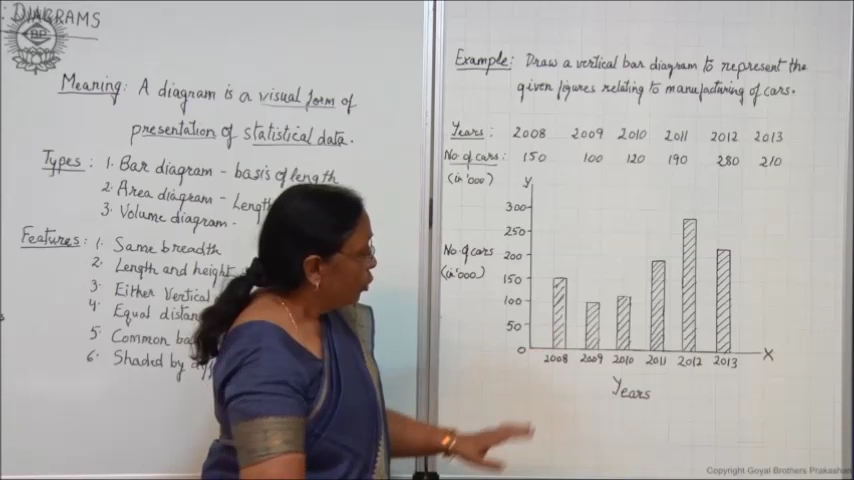 : DIAGRAMS
BP
Meaning: A diagram is a visual form of
presentation of statistical data.
Types: 1. Bar diagram - basis of length
2. Area diagram - Length
3. Volume diagram -
Features: 1. Same breadth
2. Length and height
3. Either Vertical
4. Equal distan
5. Common ba
6. Shaded by
Example: Draw a vertical bar diagram to represent the
given figures relating to manufacturing of cars.
Years: 2008 2009 2010 2011 2012 2013
No. of cars: 150 100 120 190 280 210
(in '000)
Y
300
250
No. of cars
200
(in '000)
150
100
50
0
2008 2009 2010 2011 2012 2013 X
Years
Copyright Goyal Brothers Prakashan